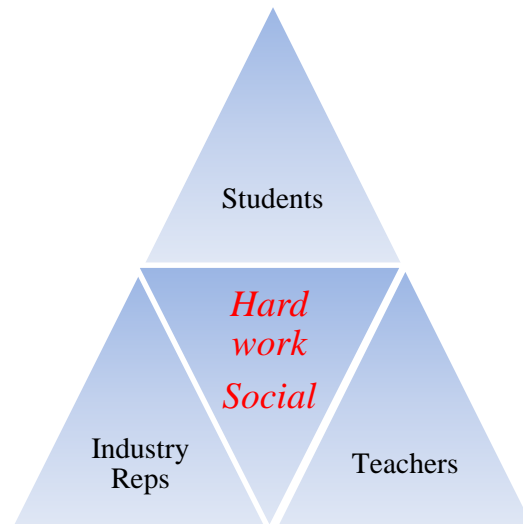 Students
Hard
work
Social
Industry
Reps
Teachers